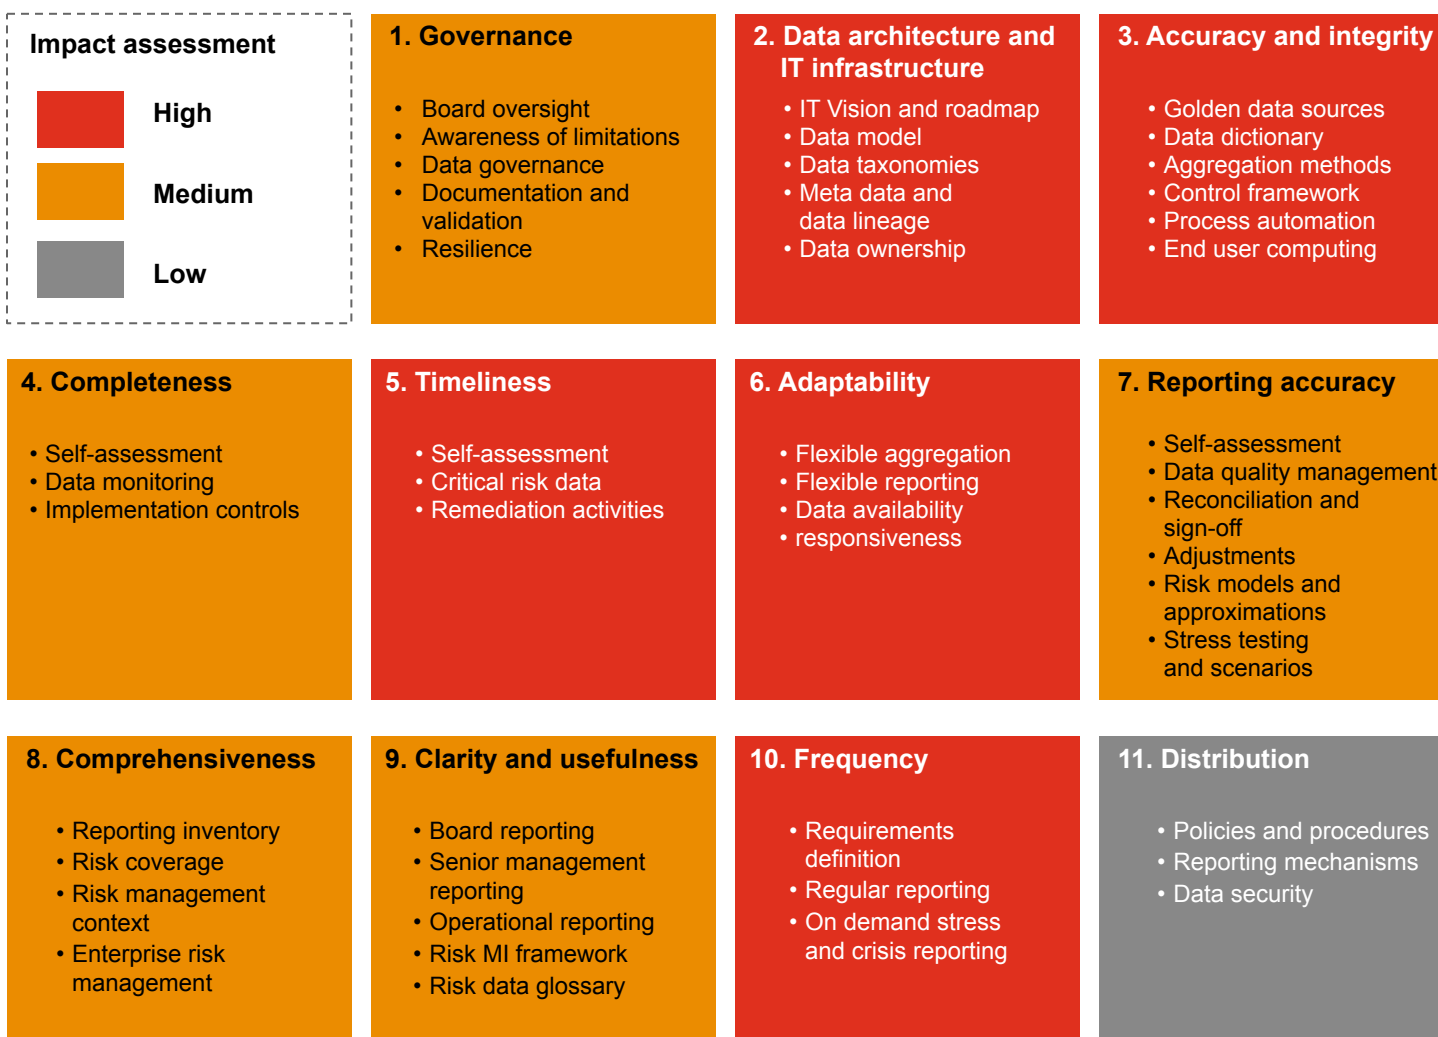 Impact assessment
High
Medium
Low
1. Governance
• Board oversight
• Awareness of limitations
• Data governance
• Documentation and
validation
• Resilience
2. Data architecture and
IT infrastructure
• IT Vision and roadmap
• Data model
• Data taxonomies
• Meta data and
data lineage
• Data ownership
3. Accuracy and integrity
• Golden data sources
• Data dictionary
• Aggregation methods
• Control framework
• Process automation
• End user computing
4. Completeness
• Self-assessment
• Data monitoring
• Implementation controls
5. Timeliness
• Self-assessment
• Critical risk data
• Remediation activities
6. Adaptability
• Flexible aggregation
• Flexible reporting
• Data availability
• responsiveness
7. Reporting accuracy
• Self-assessment
• Data quality management
• Reconciliation and
sign-off
• Adjustments
• Risk models and
approximations
• Stress testing
and scenarios
8. Comprehensiveness
• Reporting inventory
• Risk coverage
• Risk management
context
• Enterprise risk
management
9. Clarity and usefulness
• Board reporting
• Senior management
reporting
• Operational reporting
• Risk MI framework
• Risk data glossary
10. Frequency
• Requirements
definition
• Regular reporting
• On demand stress
and crisis reporting
11. Distribution
• Policies and procedures
• Reporting mechanisms
• Data security